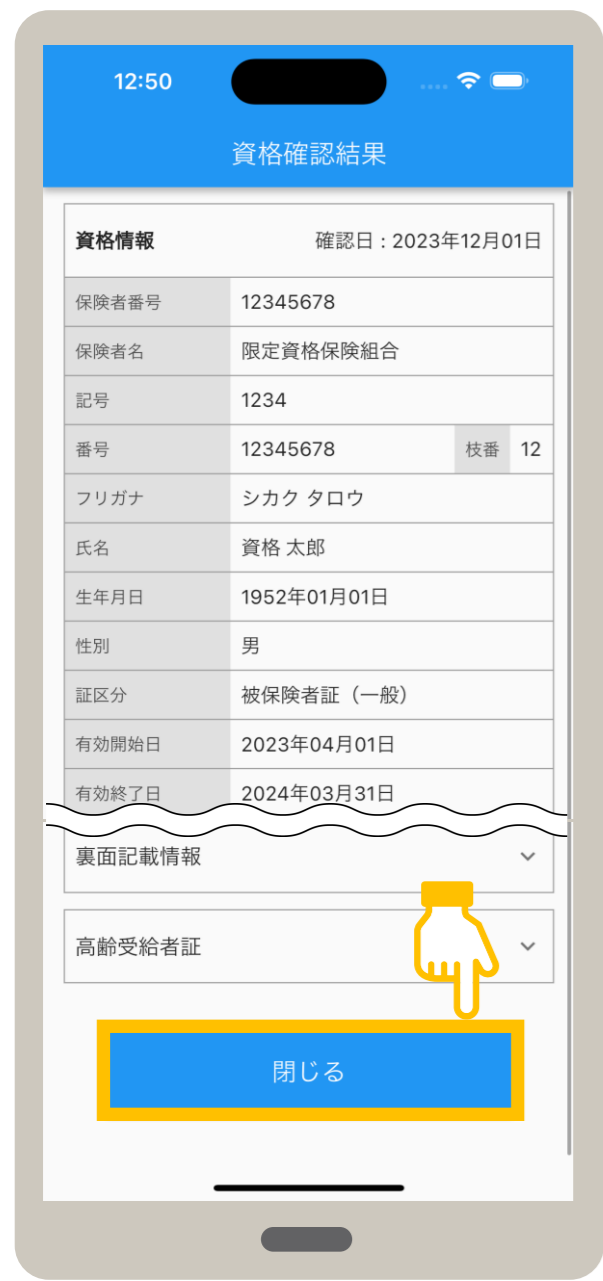 12:50
資格確認結果
資格情報 確認日：2023年12月01日
保険者番号 12345678
保険者名 限定資格保険組合
記号 1234
番号 12345678 枝番 12
フリガナ シカク タロウ
氏名 資格 太郎
生年月日 1952年01月01日
性別 男
証区分 被保険者証（一般）
有効開始日 2023年04月01日
有効終了日 2024年03月31日
裏面記載情報
高齢受給者証
閉じる